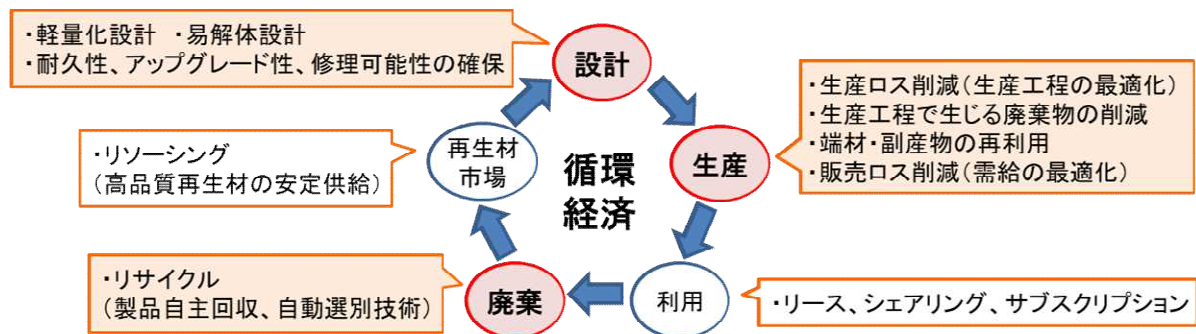 ・軽量化設計 ・易解体設計
・耐久性、アップグレード性、修理可能性の確保
設計
・生産ロス削減(生産工程の最適化)
・生産工程で生じる廃棄物の削減
・端材・副産物の再利用
・販売ロス削減(需給の最適化)
生産
循環
経済
再生材
市場
・リソーシング
(高品質再生材の安定供給)
・リサイクル
(製品自主回収、自動選別技術)
廃棄
利用
・リース、シェアリング、サブスクリプション